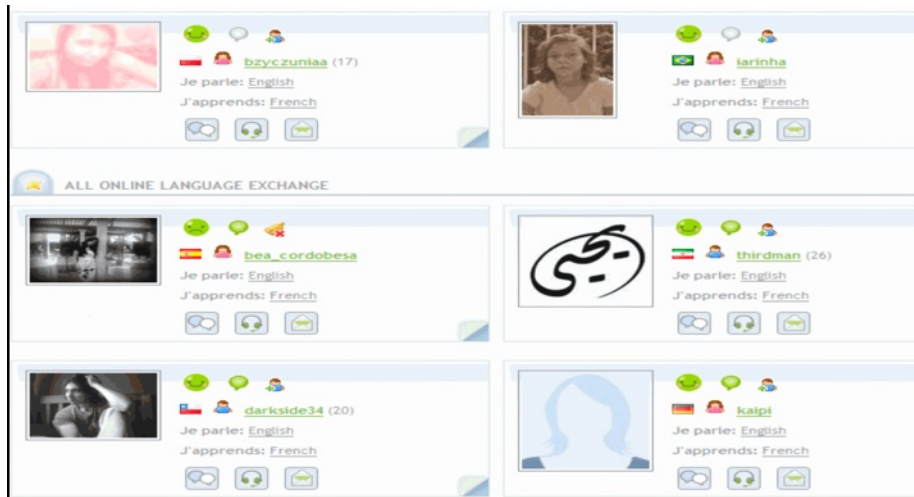 bzyczuniaa (17)
Je parle: English
J'apprends: French
iarinha
Je parle: English
J'apprends: French
ALL ONLINE LANGUAGE EXCHANGE
bea_cordobesa
Je parle: English
J'apprends: French
thirdman (26)
Je parle: English
J'apprends: French
يحيى
darkside34 (20)
Je parle: English
J'apprends: French
kaipi
Je parle: English
J'apprends: French